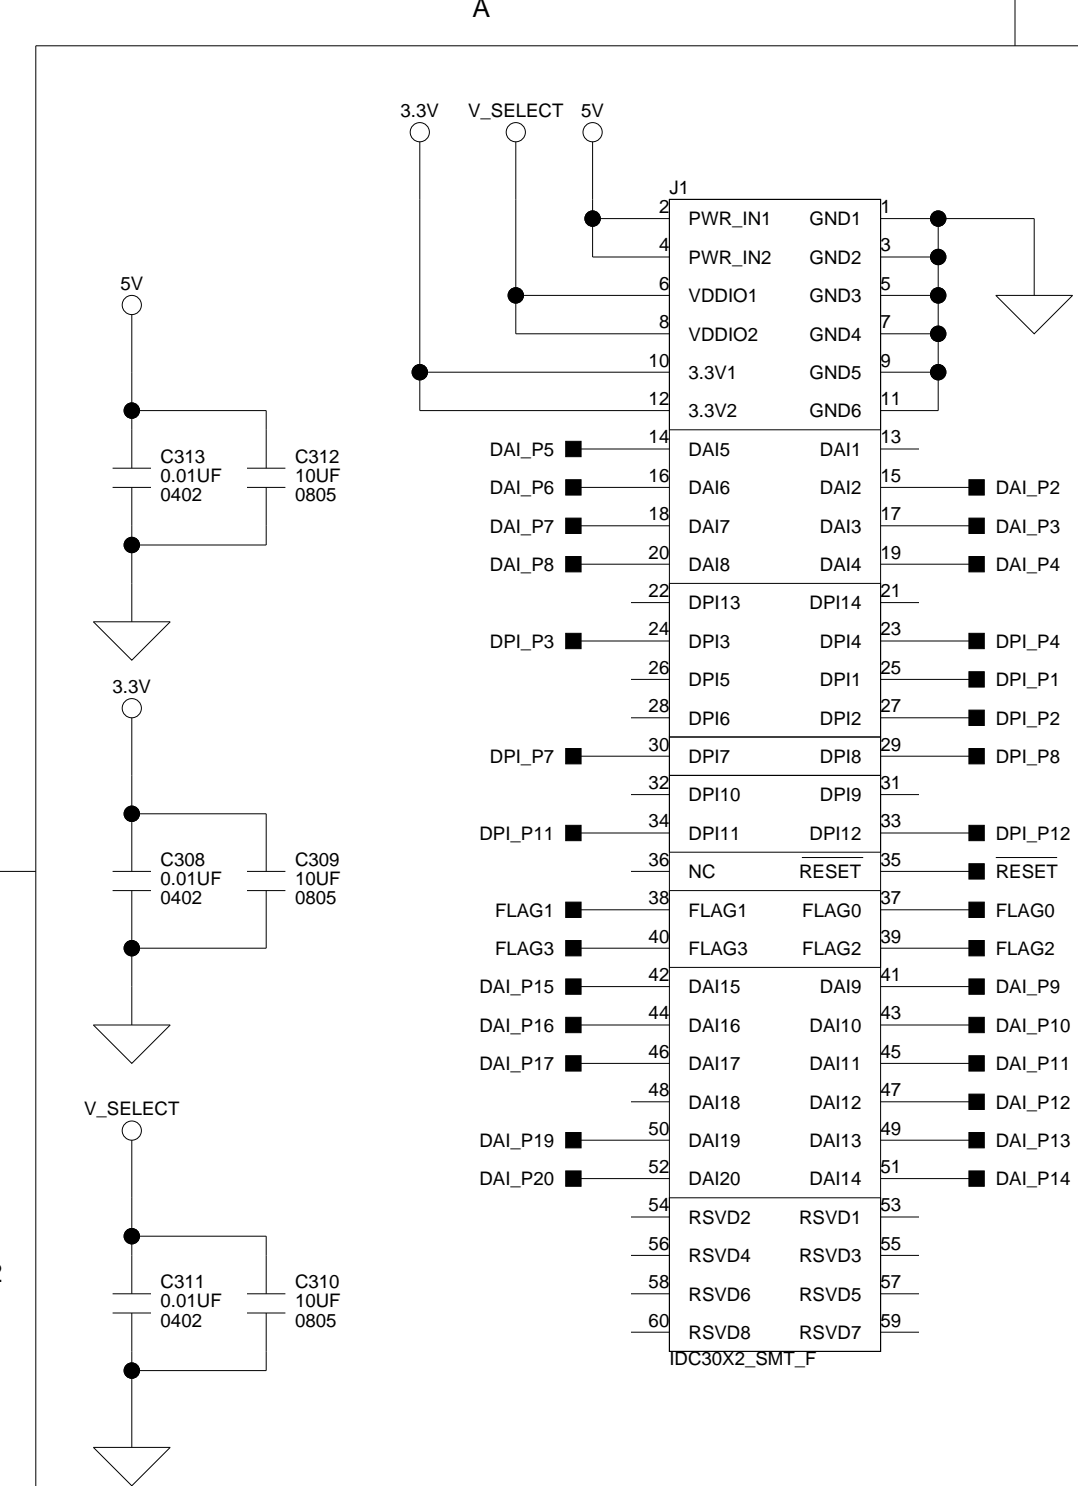 A
3.3V V_SELECT 5V
J1
2 PWR_IN1 GND1 1
4 PWR_IN2 GND2 3
6 VDDIO1 GND3 5
8 VDDIO2 GND4 7
10 3.3V1 GND5 9
12 3.3V2 GND6 11
DAI_P5 14 DAI5 DAI1 13
DAI_P6 16 DAI6 DAI2 15 DAI_P2
DAI_P7 18 DAI7 DAI3 17 DAI_P3
DAI_P8 20 DAI8 DAI4 19 DAI_P4
22 DPI13 DPI14 21
DPI_P3 24 DPI3 DPI4 23 DPI_P4
26 DPI5 DPI1 25 DPI_P1
28 DPI6 DPI2 27 DPI_P2
DPI_P7 30 DPI7 DPI8 29 DPI_P8
32 DPI10 DPI9 31
DPI_P11 34 DPI11 DPI12 33 DPI_P12
36 NC RESET 35 RESET
FLAG1 38 FLAG1 FLAG0 37 FLAG0
FLAG3 40 FLAG3 FLAG2 39 FLAG2
DAI_P15 42 DAI15 DAI9 41 DAI_P9
DAI_P16 44 DAI16 DAI10 43 DAI_P10
DAI_P17 46 DAI17 DAI11 45 DAI_P11
48 DAI18 DAI12 47 DAI_P12
DAI_P19 50 DAI19 DAI13 49 DAI_P13
DAI_P20 52 DAI20 DAI14 51 DAI_P14
54 RSVD2 RSVD1 53
56 RSVD4 RSVD3 55
58 RSVD6 RSVD5 57
60 RSVD8 RSVD7 59
IDC30X2_SMT_F
5V
C313
0.01UF
0402
C312
10UF
0805
3.3V
C308
0.01UF
0402
C309
10UF
0805
V_SELECT
C311
0.01UF
0402
C310
10UF
0805